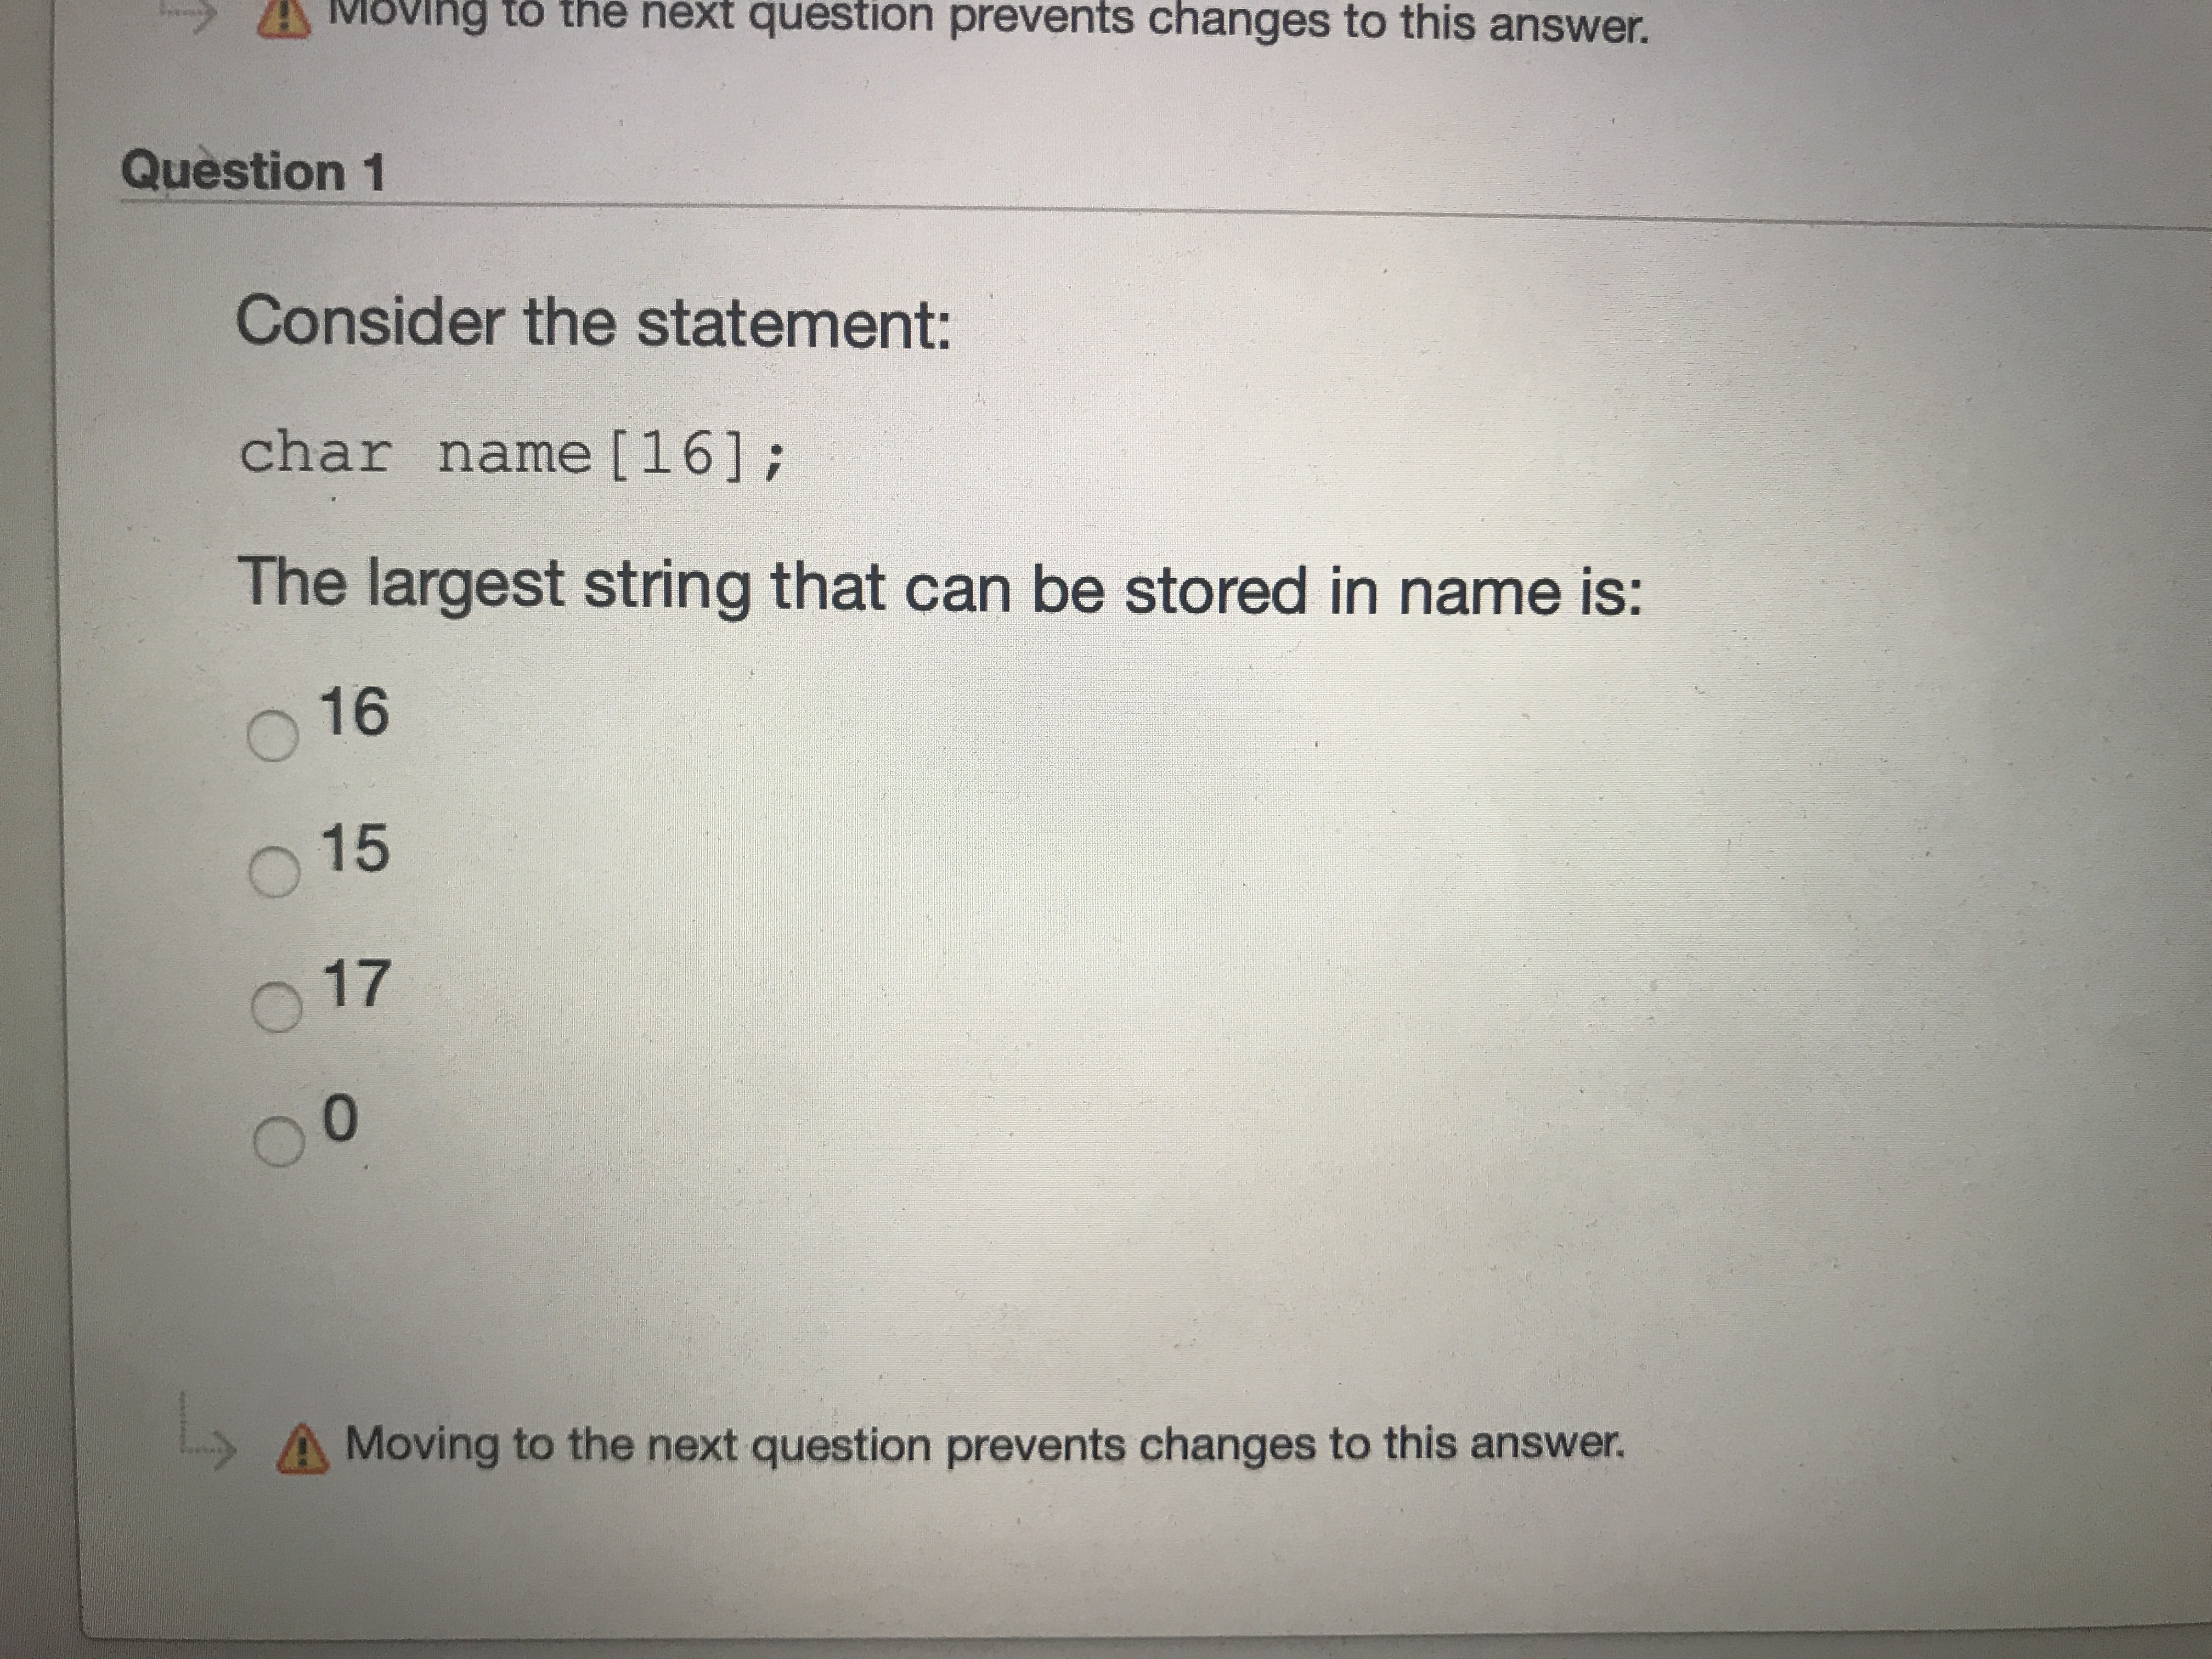 Moving to the next question prevents changes to this answer.
Question 1
Consider the statement:
char name[16];
The largest string that can be stored in name is:
16
15
17
0
Moving to the next question prevents changes to this answer.